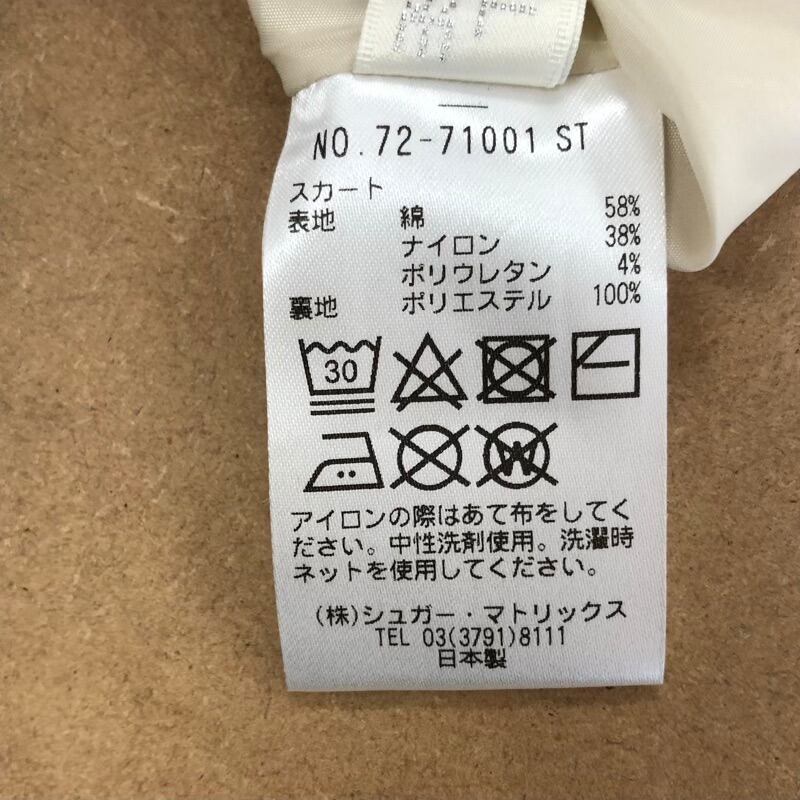 NO.72-71001 ST
スカート
表地 綿 58%
ナイロン 38%
ポリウレタン 4%
裏地 ポリエステル 100%
30
W
アイロンの際はあて布をしてく
ださい。中性洗剤使用。洗濯時
ネットを使用してください。
(株)シュガー・マトリックス
TEL 03(3791)8111
日本製